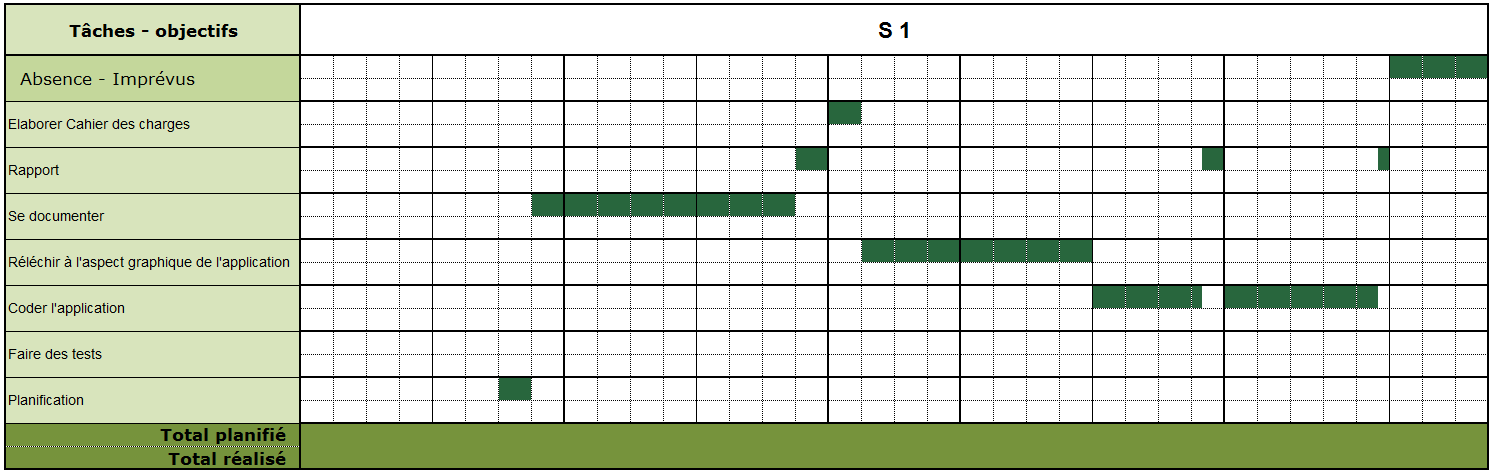 Tâches - objectifs
S 1
Absence - Imprévus
Elaborer Cahier des charges
Rapport
Se documenter
Réléchir à l'aspect graphique de l'application
Coder l'application
Faire des tests
Planification
Total planifié
Total réalisé